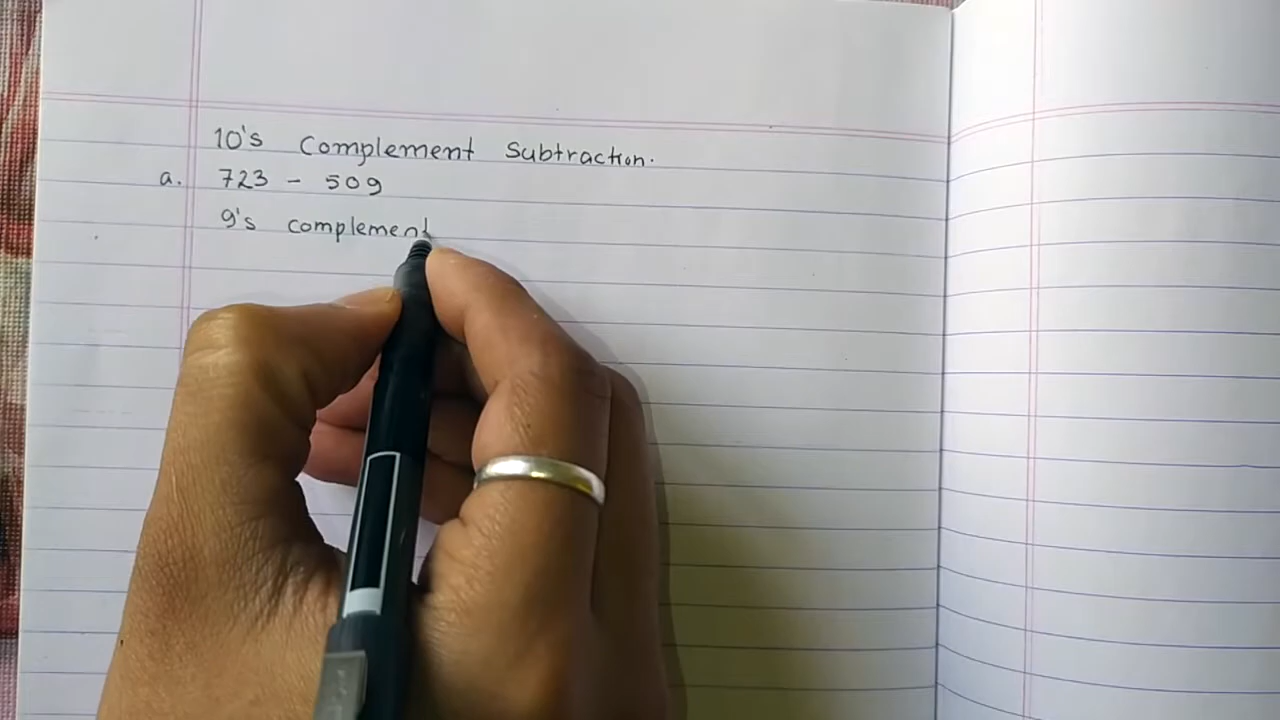 10's Complement Subtraction.
a. 723 - 509
9's complement